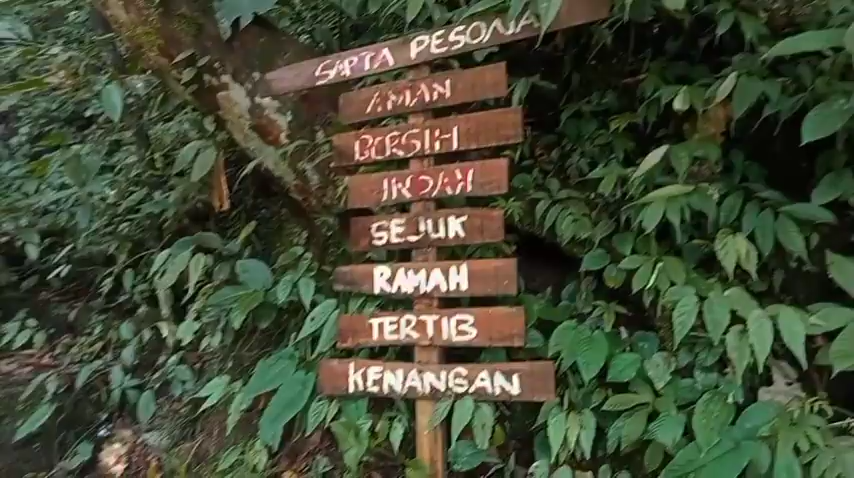 SAPTA PESONA
AMAN
BERSIH
INDAH
SEJUK
RAMAH
TERTIB
KENANGAN